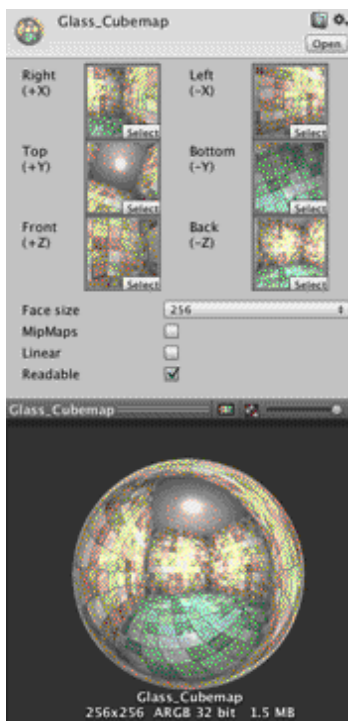 Glass_Cubemap
Open
Right
(+X)
Select
Left
(-X)
Select
Top
(+Y)
Select
Bottom
(-Y)
Select
Front
(+Z)
Select
Back
(-Z)
Select
Face size 256
MipMaps
Linear
Readable
Glass_Cubemap
Glass_Cubemap
256x256 ARGB 32 bit 1.5 MB